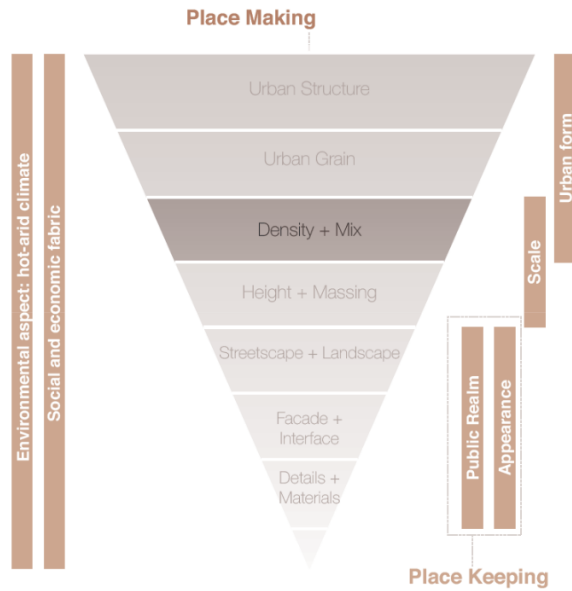 Place Making
Environmental aspect: hot-arid climate
Social and economic fabric
Urban Structure
Urban Grain
Density + Mix
Height + Massing
Streetscape + Landscape
Facade +
Interface
Details +
Materials
Urban form
Scale
Public Realm
Appearance
Place Keeping